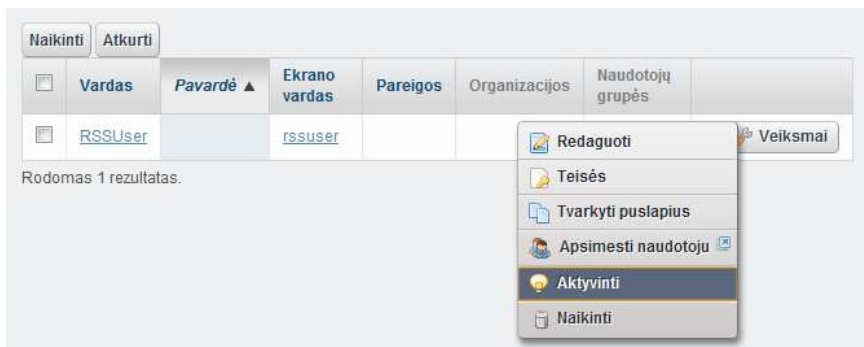 Naikinti Atkurti
Vardas Pavardė ▲ Ekrano vardas Pareigos Organizacijos Naudotojų grupės
RSSUser rssuser Veiksmai
Rodomas 1 rezultatas.
Redaguoti
Teisės
Tvarkyti puslapius
Apsimesti naudotoju
Aktyvinti
Naikinti